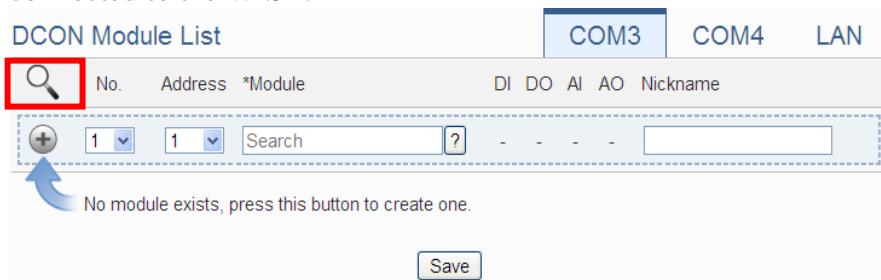 DCON Module List COM3 COM4 LAN
No. Address *Module DI DO AI AO Nickname
1 1 Search ? - - - -
No module exists, press this button to create one.
Save